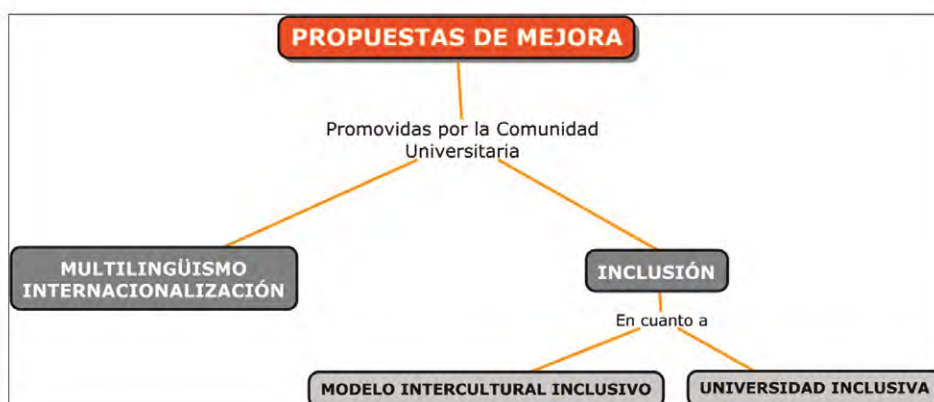 PROPUESTAS DE MEJORA
Promovidas por la Comunidad
Universitaria
MULTILINGÜISMO
INTERNACIONALIZACIÓN
INCLUSIÓN
En cuanto a
MODELO INTERCULTURAL INCLUSIVO
UNIVERSIDAD INCLUSIVA